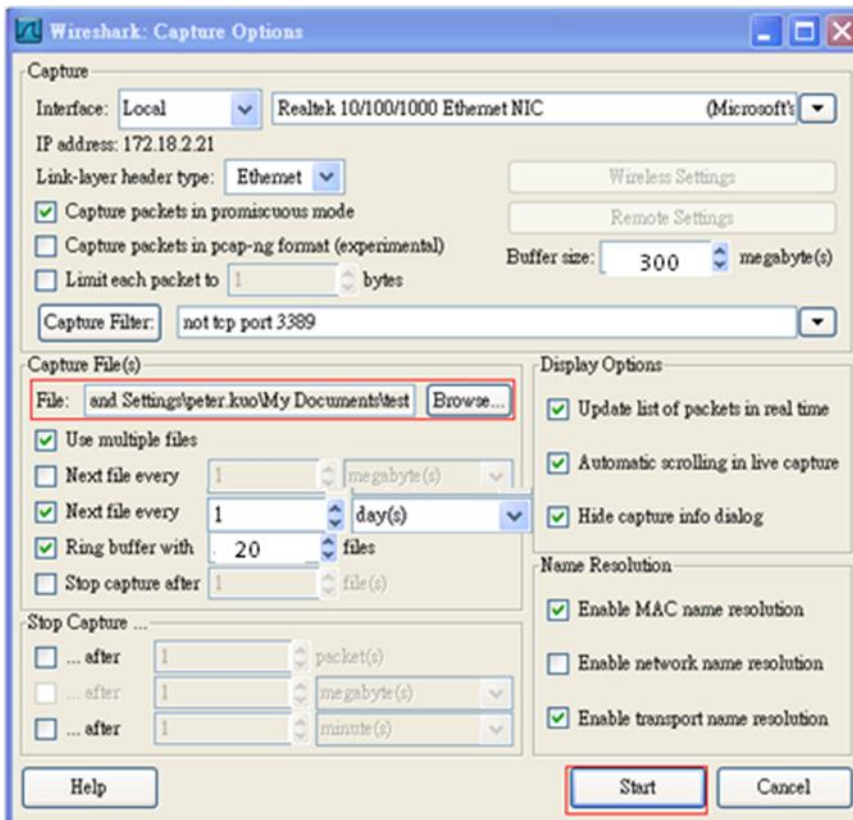 Wireshark: Capture Options
Capture
Interface: Local Realtek 10/100/1000 Ethernet NIC (Microsoft's
IP address: 172.18.2.21
Link-layer header type: Ethernet
Wireless Settings
Capture packets in promiscuous mode
Remote Settings
Capture packets in pcap-ng format (experimental)
Buffer size: 300 megabyte(s)
Limit each packet to 1 bytes
Capture Filter: not tcp port 3389
Capture File(s)
File: and Settings\peter.kuo\My Documents\test Browse...
Use multiple files
Next file every 1 megabyte(s)
Next file every 1 day(s)
Ring buffer with 20 files
Stop capture after 1 file(s)
Stop Capture ...
... after 1 packet(s)
... after 1 megabyte(s)
... after 1 minute(s)
Display Options
Update list of packets in real time
Automatic scrolling in live capture
Hide capture info dialog
Name Resolution
Enable MAC name resolution
Enable network name resolution
Enable transport name resolution
Help Start Cancel